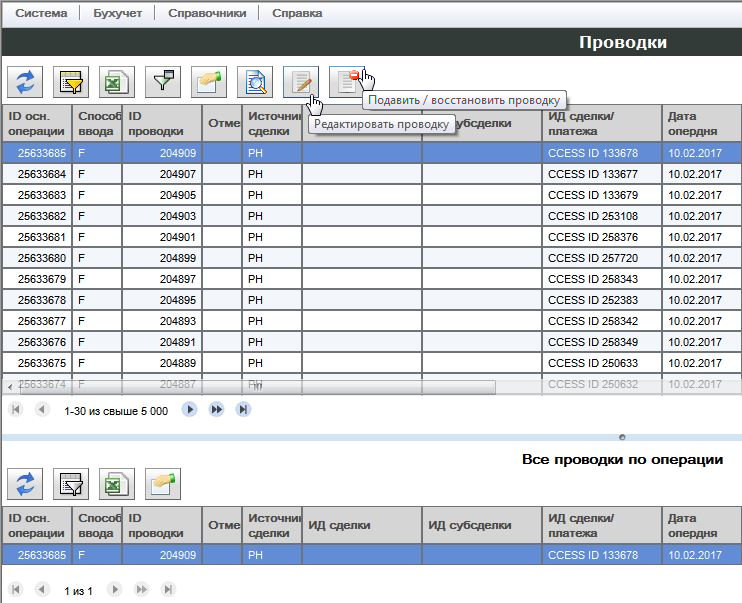 Система Бухучет Справочники Справка
Проводки
Подавить / восстановить проводку
Редактировать проводку
ID осн. операции Способ ввода ID проводки Отме Источник сделки убсделки ИД сделки/ платежа Дата опердня
25633685 F 204909 PH CCESS ID 133678 10.02.2017
25633684 F 204907 PH CCESS ID 133677 10.02.2017
25633683 F 204905 PH CCESS ID 133679 10.02.2017
25633682 F 204903 PH CCESS ID 253108 10.02.2017
25633681 F 204901 PH CCESS ID 258376 10.02.2017
25633680 F 204899 PH CCESS ID 257720 10.02.2017
25633679 F 204897 PH CCESS ID 258343 10.02.2017
25633678 F 204895 PH CCESS ID 252383 10.02.2017
25633677 F 204893 PH CCESS ID 258342 10.02.2017
25633676 F 204891 PH CCESS ID 258349 10.02.2017
25633675 F 204889 PH CCESS ID 250633 10.02.2017
25633674 F 204887 PH CCESS ID 250632 10.02.2017
1-30 из свыше 5 000
Все проводки по операции
ID осн. операции Способ ввода ID проводки Отме Источник сделки ИД сделки ИД субсделки ИД сделки/ платежа Дата опердня
25633685 F 204909 PH CCESS ID 133678 10.02.2017
1 из 1